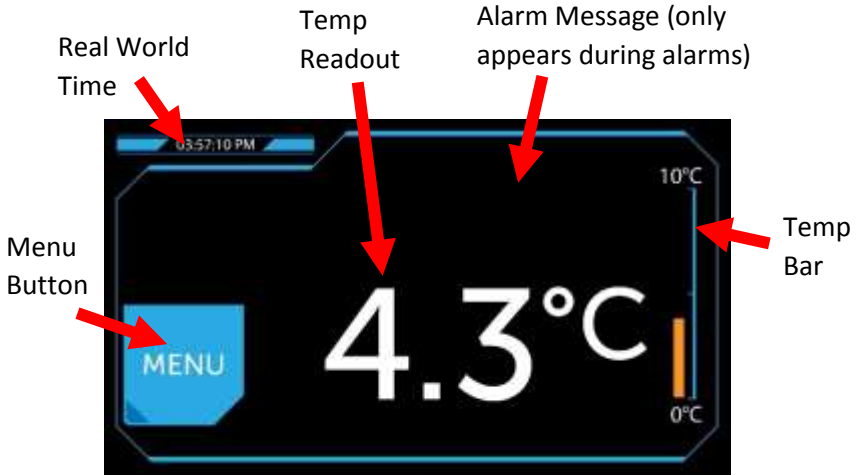 Real World
Time
Temp
Readout
Alarm Message (only
appears during alarms)
03:57:10 PM
10°C
Temp
Bar
Menu
Button
MENU
4.3°C
0°C